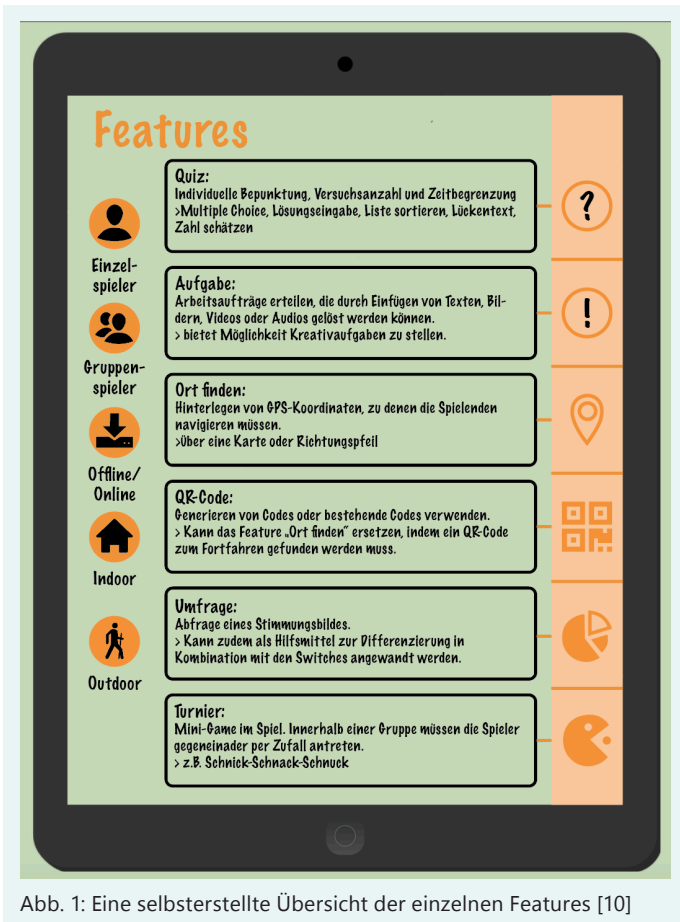 Features
Quiz:
Individuelle Bepunktung, Versuchsanzahl und Zeitbegrenzung
>Multiple Choice, Lösungseingabe, Liste sortieren, Lückentext,
Zahl schätzen
Einzel-
spieler
Aufgabe:
Arbeitsaufträge erteilen, die durch Einfügen von Texten, Bil-
dern, Videos oder Audios gelöst werden können.
> bietet Möglichkeit Kreativaufgaben zu stellen.
Gruppen-
spieler
Ort finden:
Hinterlegen von GPS-Koordinaten, zu denen die Spielenden
navigieren müssen.
>Über eine Karte oder Richtungspfeil
Offline/
Online
QR-Code:
Generieren von Codes oder bestehende Codes verwenden.
> Kann das Feature „Ort finden" ersetzen, indem ein QR-Code
zum Fortfahren gefunden werden muss.
Indoor
Umfrage:
Abfrage eines Stimmungsbildes.
> Kann zudem als Hilfsmittel zur Differenzierung in
Kombination mit den Switches angewandt werden.
Outdoor
Turnier:
Mini-Game im Spiel. Innerhalb einer Gruppe müssen die Spieler
gegeneinader per Zufall antreten.
> z.B. Schnick-Schnack-Schnuck
?
!
Abb. 1: Eine selbsterstellte Übersicht der einzelnen Features [10]